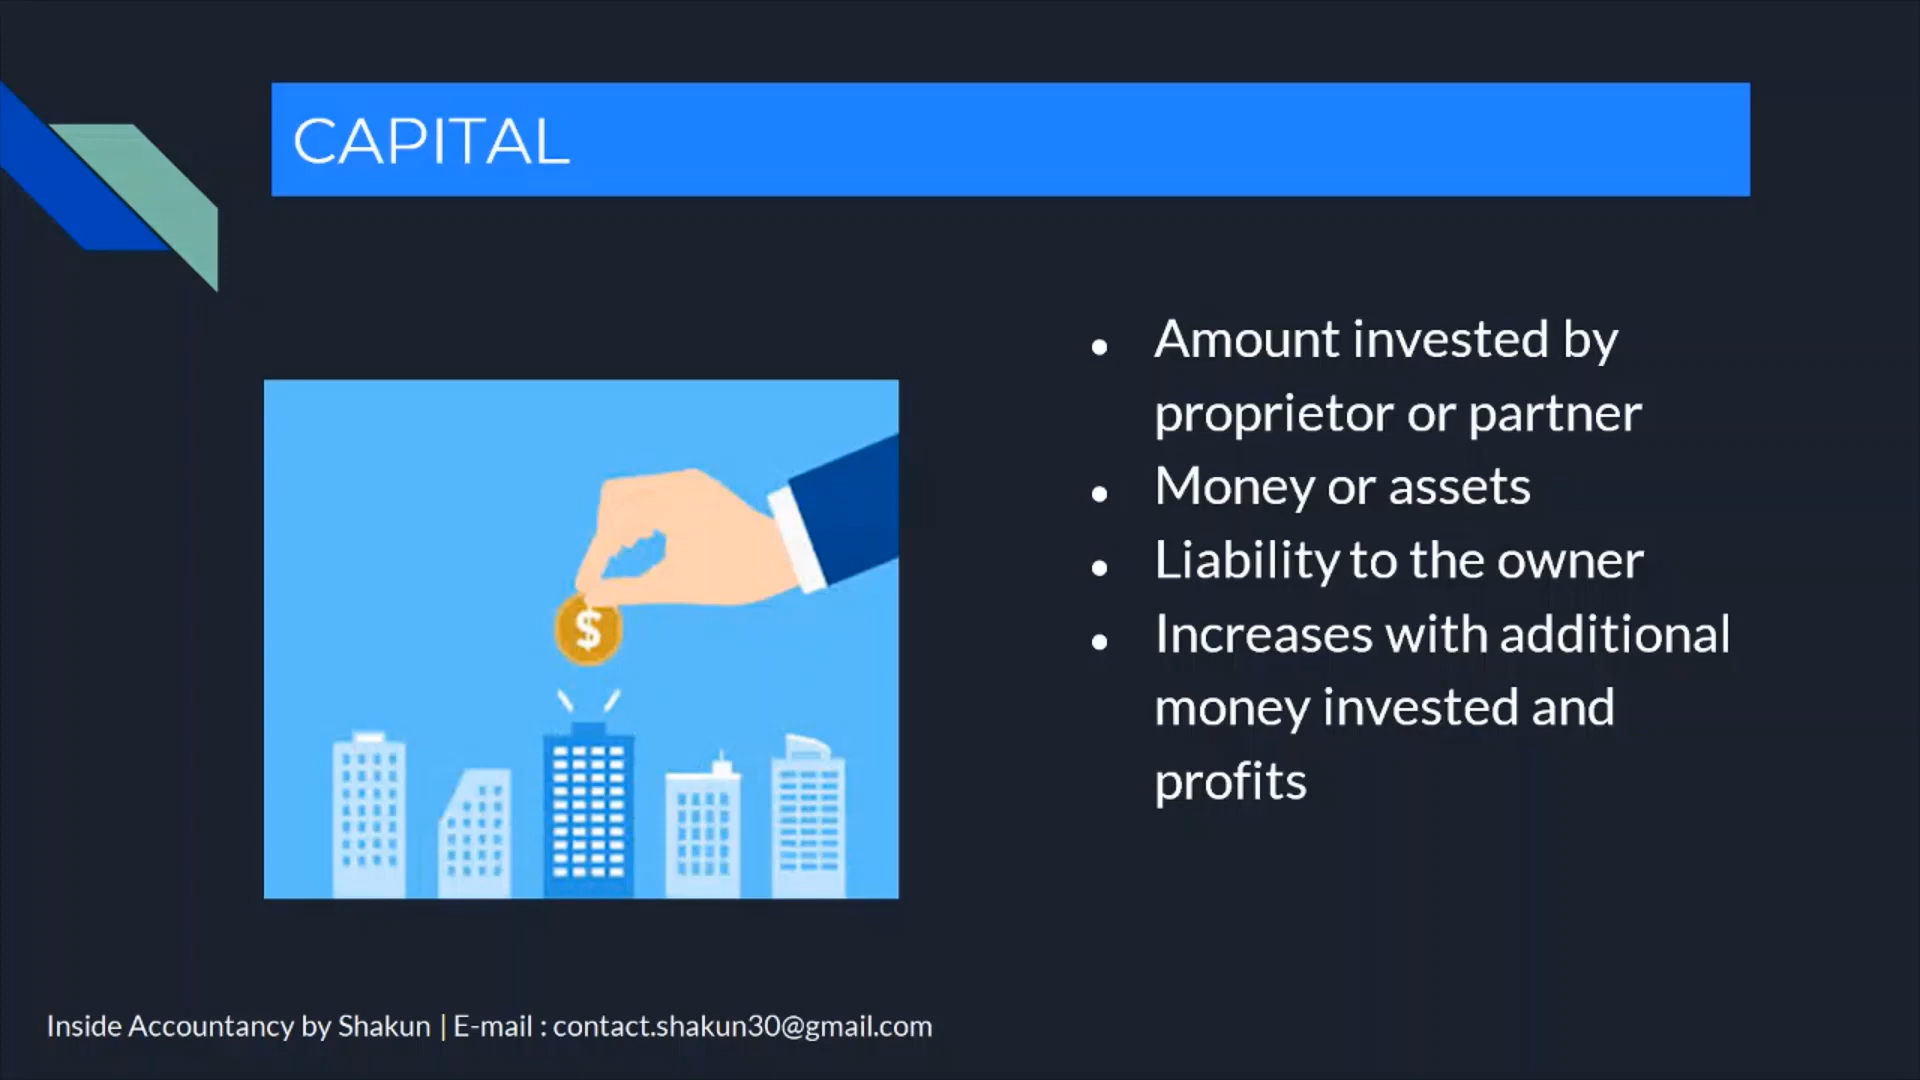 CAPITAL
$
• Amount invested by
proprietor or partner
• Money or assets
• Liability to the owner
• Increases with additional
money invested and
profits
Inside Accountancy by Shakun | E-mail : contact.shakun30@gmail.com